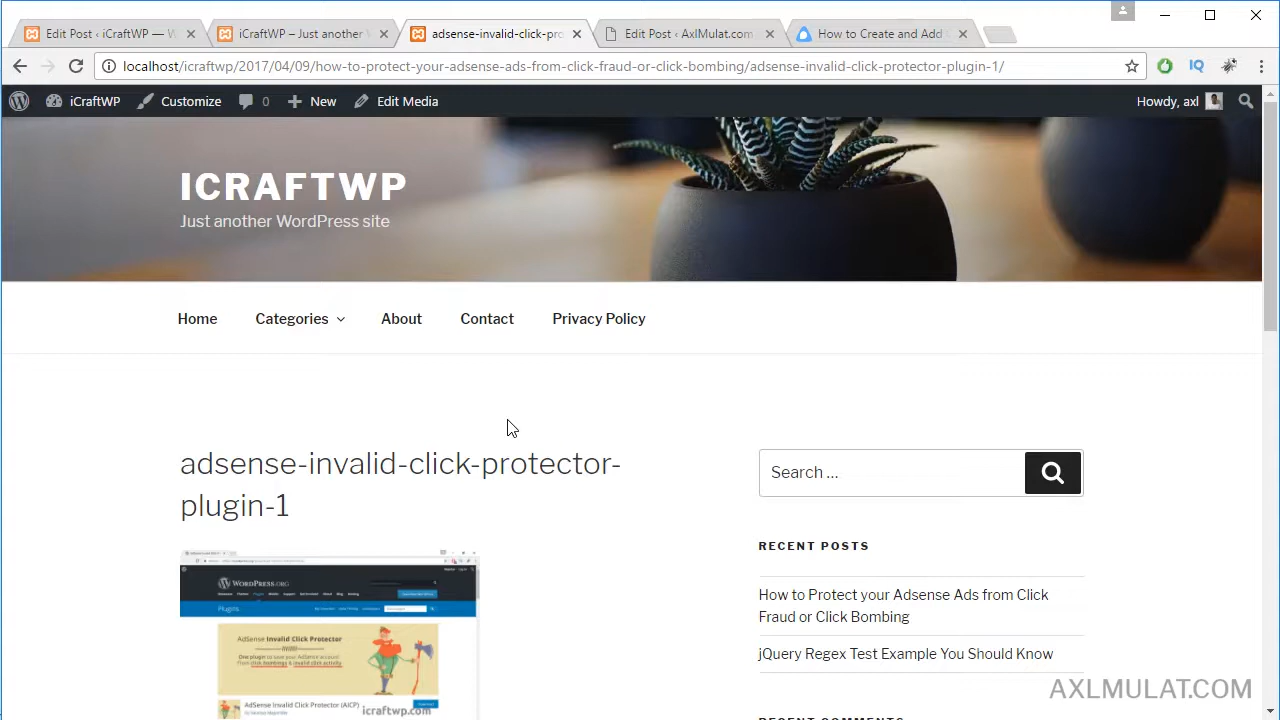 Edit Post ‹ iCraftWP — W
iCraftWP – Just another
adsense-invalid-click-pro
Edit Post ‹ AxlMulat.com
How to Create and Add
localhost/icraftwp/2017/04/09/how-to-protect-your-adsense-ads-from-click-fraud-or-click-bombing/adsense-invalid-click-protector-plugin-1/
iCraftWP
Customize
0
New
Edit Media
Howdy, axl
ICRAFTWP
Just another WordPress site
Home
Categories
About
Contact
Privacy Policy
adsense-invalid-click-protector-
plugin-1
Search …
RECENT POSTS
How to Protect your Adsense Ads from Click
Fraud or Click Bombing
jQuery Regex Test Example You Should Know
WORDPRESS.ORG
Plugins
AdSense Invalid Click Protector
One plugin to save your AdSense account
from click bombings & invalid click activity
AdSense Invalid Click Protector (AICP)
icraftwp.com
AXLMULAT.COM
RECENT COMMENTS